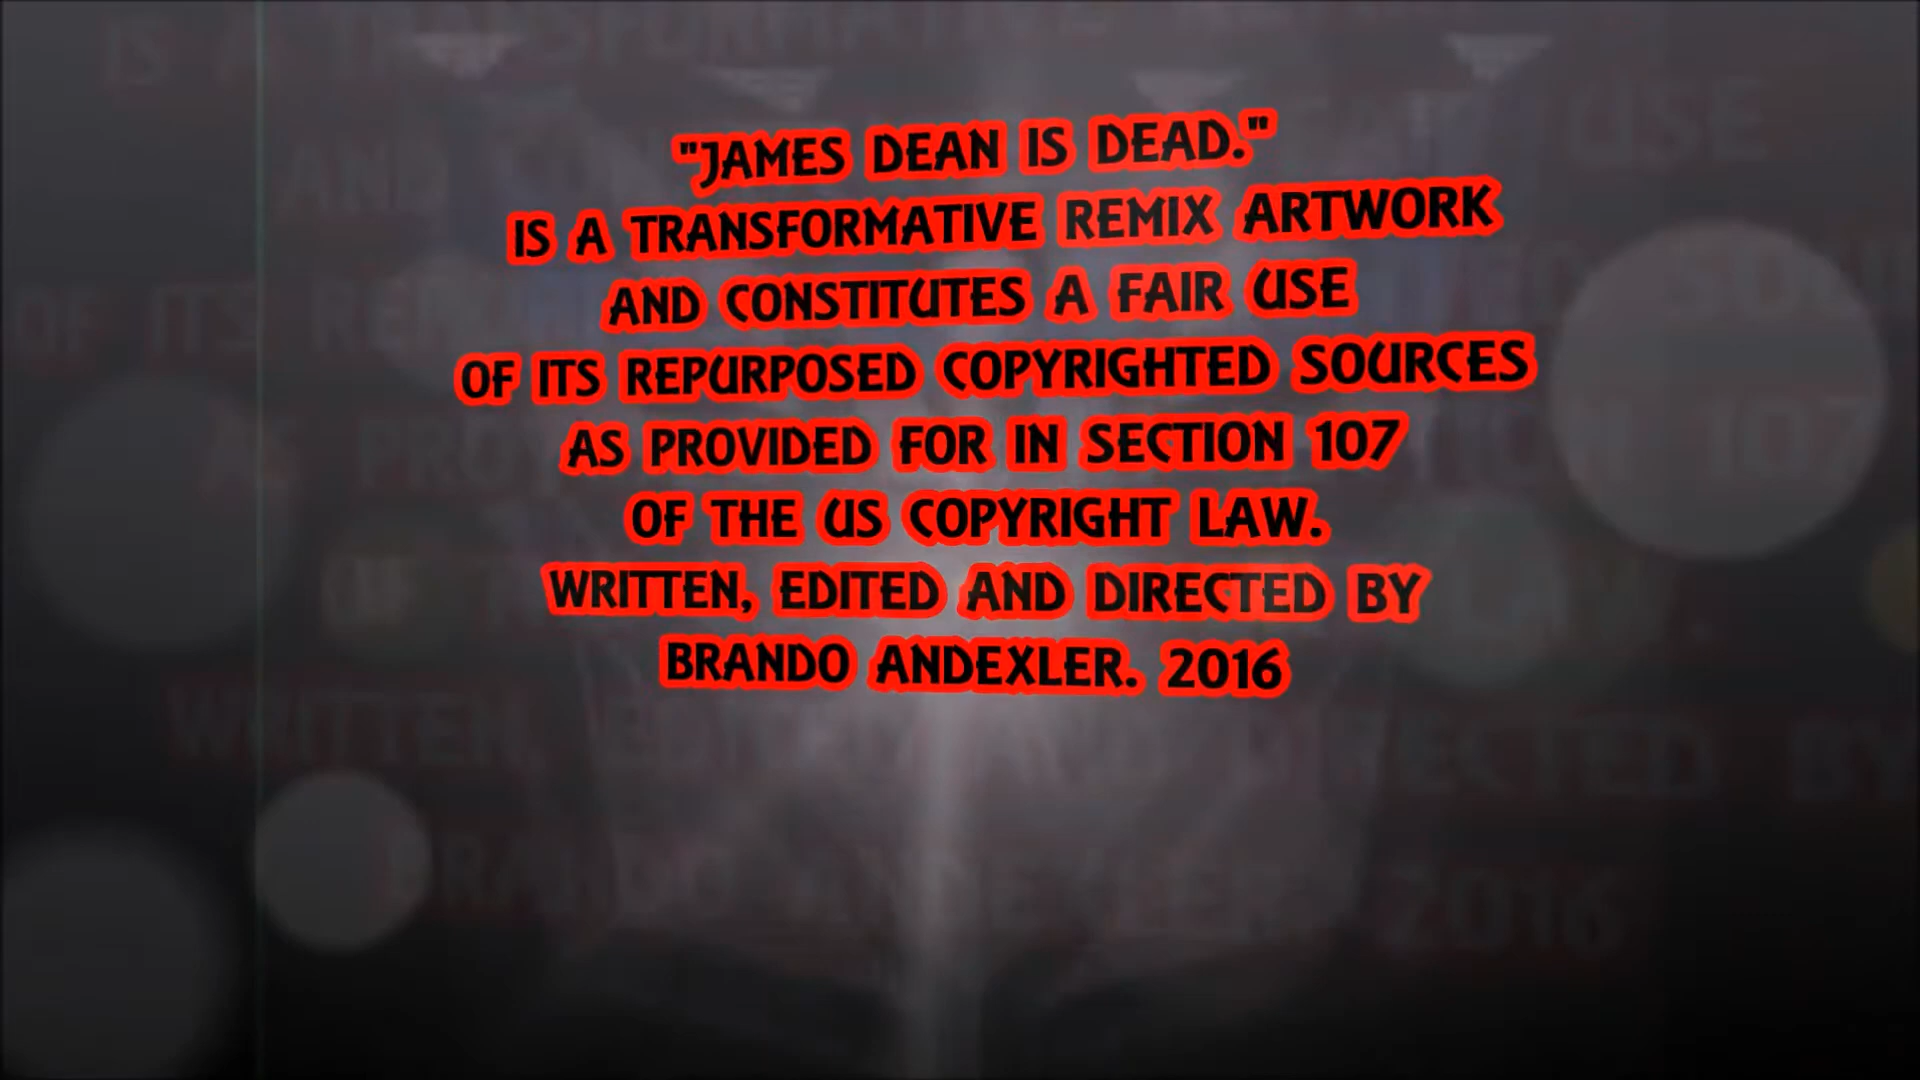 "JAMES DEAN IS DEAD."
IS A TRANSFORMATIVE REMIX ARTWORK
AND CONSTITUTES A FAIR USE
OF ITS REPURPOSED COPYRIGHTED SOURCES
AS PROVIDED FOR IN SECTION 107
OF THE US COPYRIGHT LAW.
WRITTEN, EDITED AND DIRECTED BY
BRANDO ANDEXLER. 2016